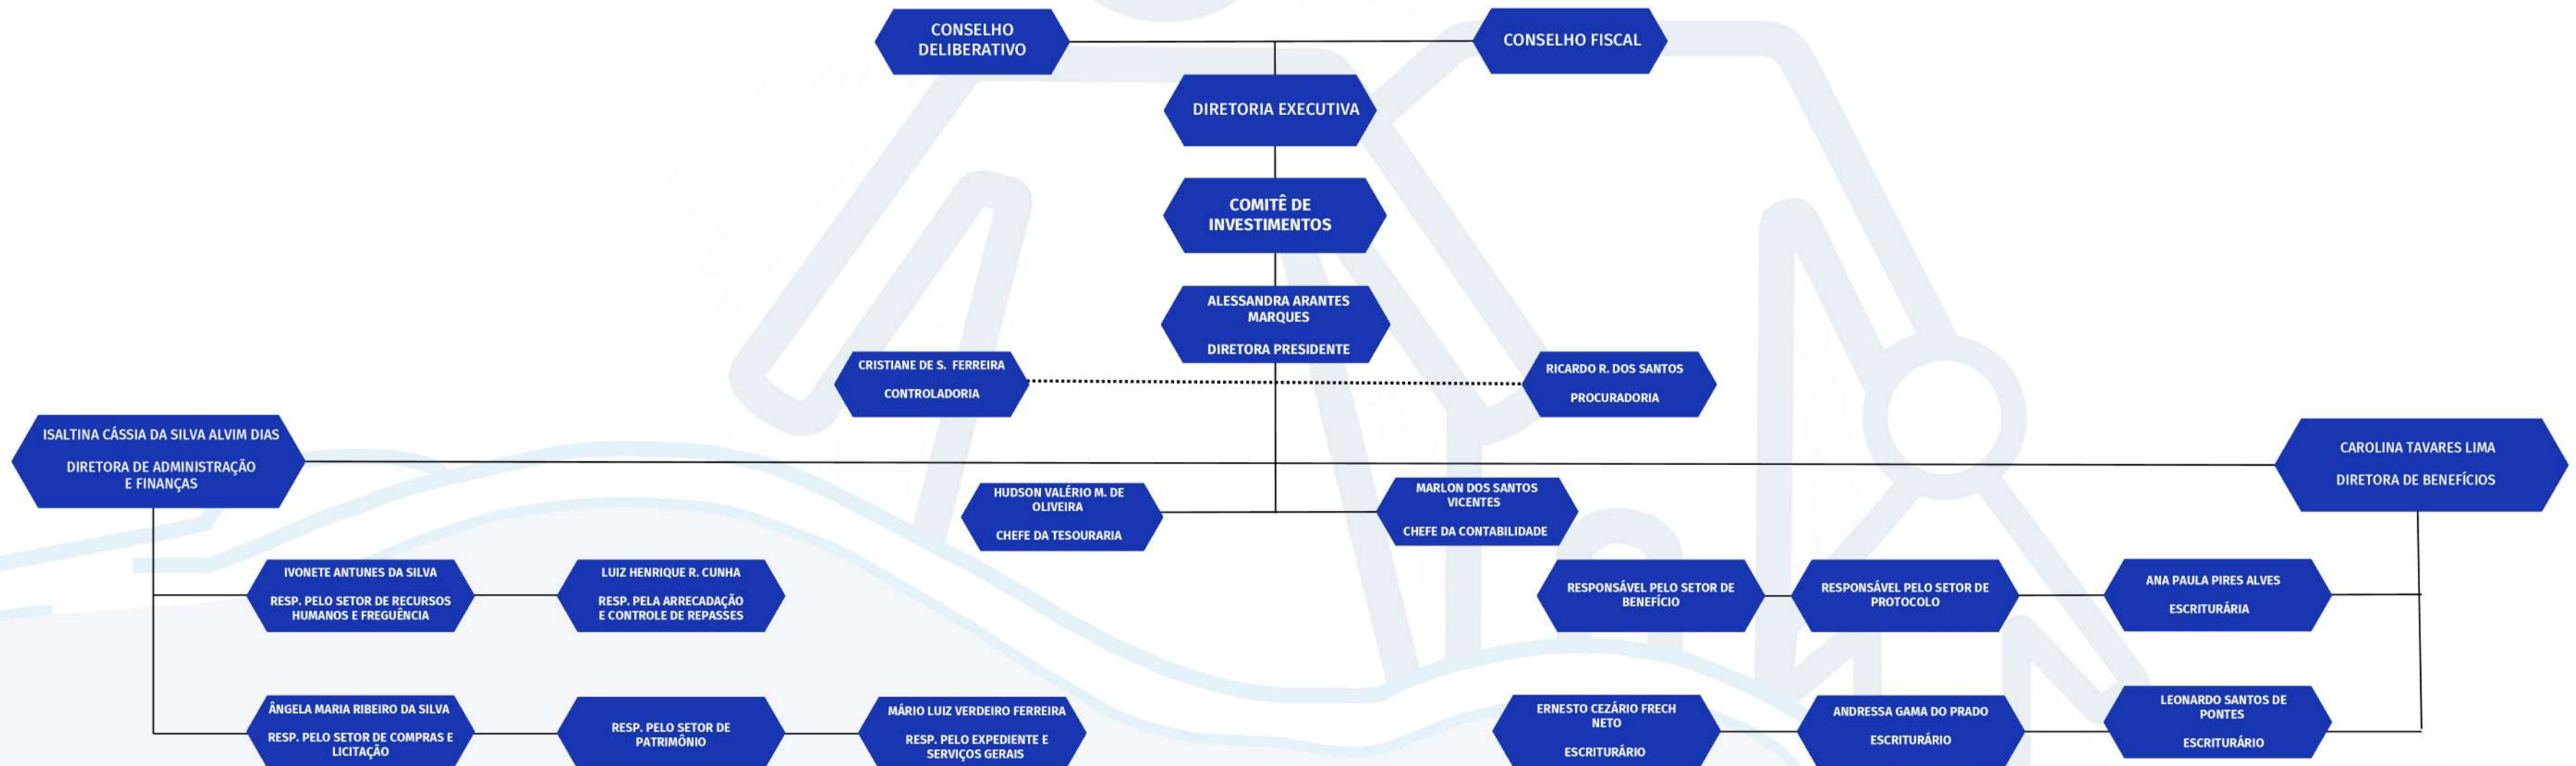 CONSELHO
DELIBERATIVO
CONSELHO FISCAL
DIRETORIA EXECUTIVA
COMITÊ DE
INVESTIMENTOS
ALESSANDRA ARANTES
MARQUES
DIRETORA PRESIDENTE
CRISTIANE DE S. FERREIRA
CONTROLADORIA
RICARDO R. DOS SANTOS
PROCURADORIA
ISALTINA CÁSSIA DA SILVA ALVIM DIAS
DIRETORA DE ADMINISTRAÇÃO
E FINANÇAS
CAROLINA TAVARES LIMA
DIRETORA DE BENEFÍCIOS
HUDSON VALÉRIO M. DE
OLIVEIRA
CHEFE DA TESOURARIA
MARLON DOS SANTOS
VICENTES
CHEFE DA CONTABILIDADE
IVONETE ANTUNES DA SILVA
RESP. PELO SETOR DE RECURSOS
HUMANOS E FREGUÊNCIA
LUIZ HENRIQUE R. CUNHA
RESP. PELA ARRECADAÇÃO
E CONTROLE DE REPASSES
RESPONSÁVEL PELO SETOR DE
BENEFÍCIO
RESPONSÁVEL PELO SETOR DE
PROTOCOLO
ANA PAULA PIRES ALVES
ESCRITURÁRIA
ÂNGELA MARIA RIBEIRO DA SILVA
RESP. PELO SETOR DE COMPRAS E
LICITAÇÃO
RESP. PELO SETOR DE
PATRIMÔNIO
MÁRIO LUIZ VERDEIRO FERREIRA
RESP. PELO EXPEDIENTE E
SERVIÇOS GERAIS
ERNESTO CEZÁRIO FRECH
NETO
ESCRITURÁRIO
ANDRESSA GAMA DO PRADO
ESCRITURÁRIO
LEONARDO SANTOS DE
PONTES
ESCRITURÁRIO